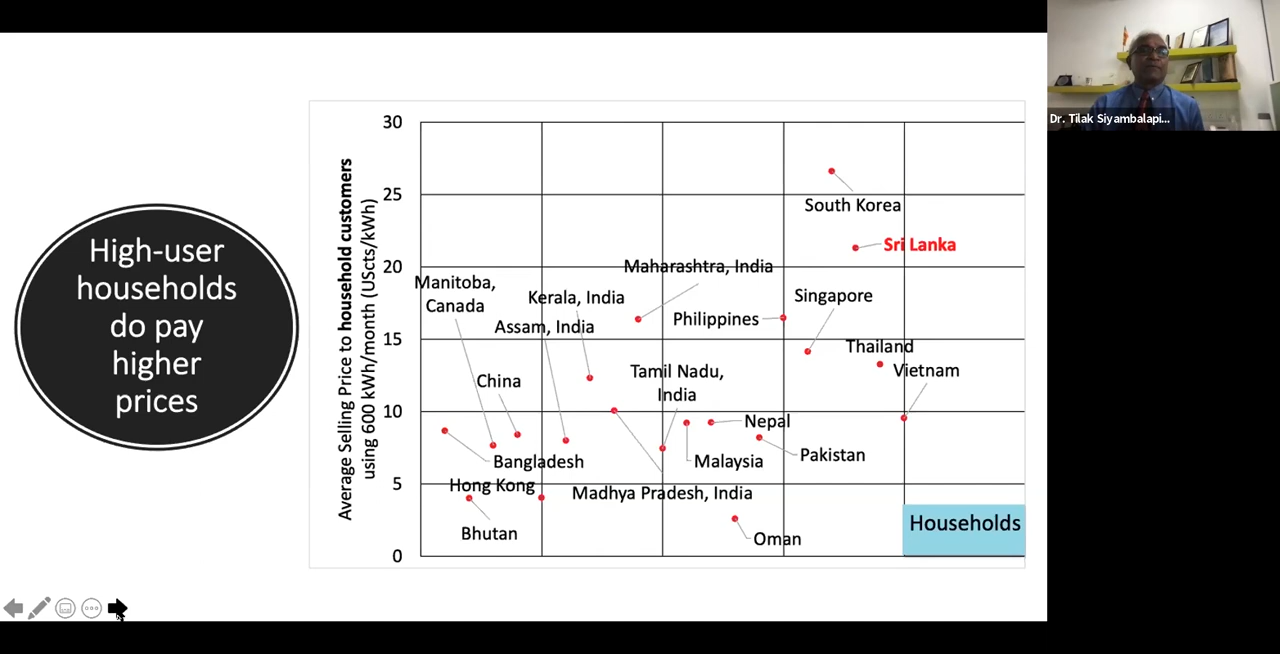 High-user
households
do pay
higher
prices
Average Selling Price to household customers
using 600 kWh/month (UScts/kWh)
30
25
20
15
10
5
0
South Korea
Sri Lanka
Maharashtra, India
Manitoba,
Canada
Kerala, India
Singapore
Assam, India
Philippines
Thailand
Vietnam
Tamil Nadu,
India
China
Nepal
Bangladesh
Malaysia
Pakistan
Hong Kong
Madhya Pradesh, India
Bhutan
Oman
Households
Dr. Tilak Siyambalapi...